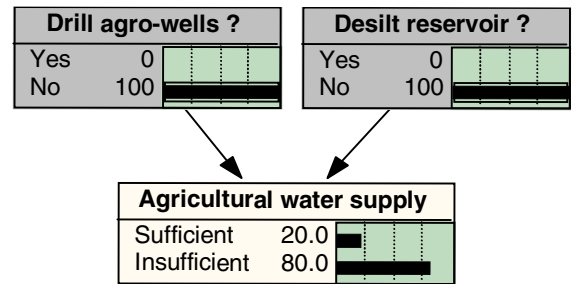 Drill agro-wells ?
Yes 0
No 100
Desilt reservoir ?
Yes 0
No 100
Agricultural water supply
Sufficient 20.0
Insufficient 80.0